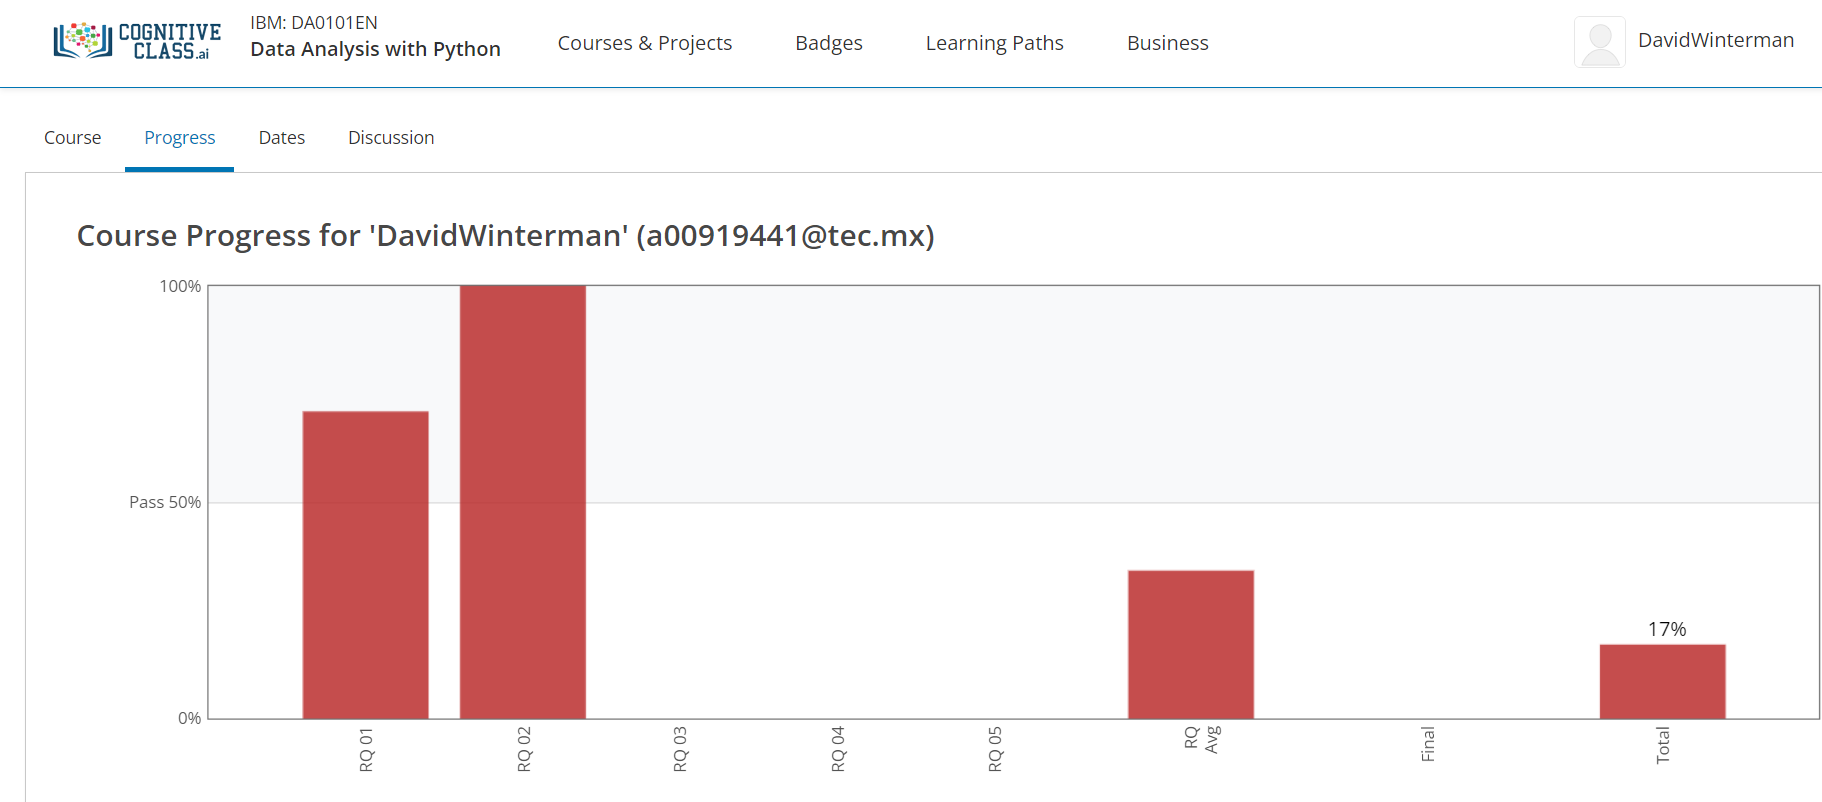 COGNITIVE
CLASS.ai
IBM: DA0101EN
Data Analysis with Python
Courses & Projects
Badges
Learning Paths
Business
DavidWinterman
Course
Progress
Dates
Discussion
Course Progress for 'DavidWinterman' (a00919441@tec.mx)
100%
Pass 50%
0%
17%
RQ 01
RQ 02
RQ 03
RQ 04
RQ 05
RQ
Avg
Final
Total